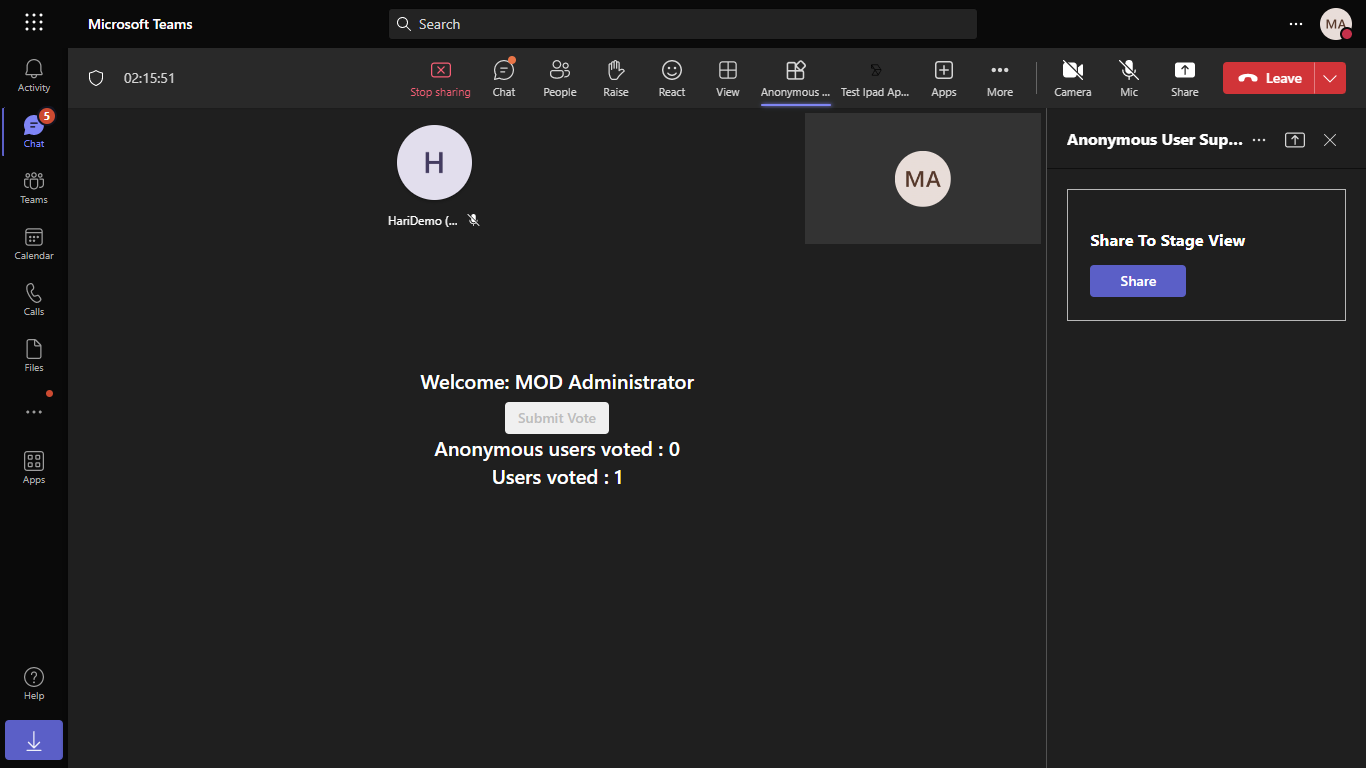 Microsoft Teams
Search
MA
Activity
5
Chat
Teams
Calendar
Calls
Files
Apps
Help
02:15:51
Stop sharing
Chat
People
Raise
React
View
Anonymous ...
Test Ipad Ap...
Apps
More
Camera
Mic
Share
Leave
H
HariDemo (...
MA
Welcome: MOD Administrator
Submit Vote
Anonymous users voted : 0
Users voted : 1
Anonymous User Sup...
Share To Stage View
Share